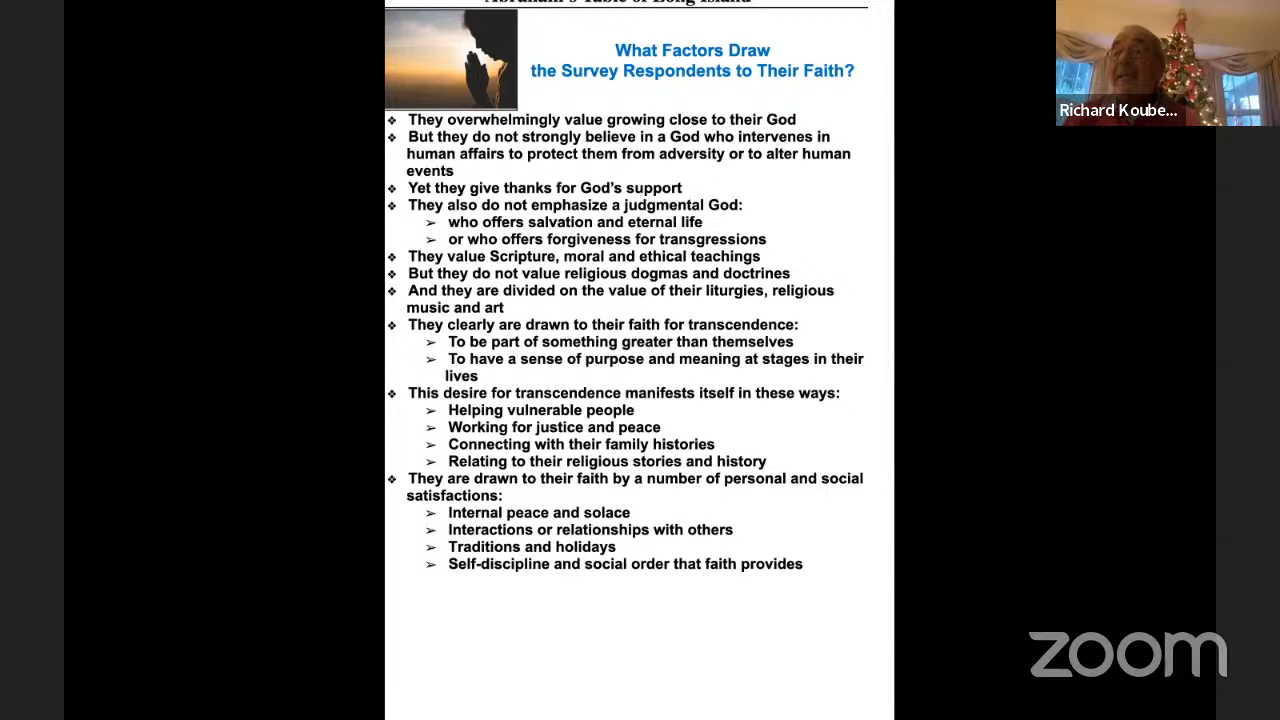 Abraham's Table of Long Island
What Factors Draw
the Survey Respondents to Their Faith?
Richard Koube...
❖ They overwhelmingly value growing close to their God
❖ But they do not strongly believe in a God who intervenes in
human affairs to protect them from adversity or to alter human
events
❖ Yet they give thanks for God's support
❖ They also do not emphasize a judgmental God:
➢ who offers salvation and eternal life
➢ or who offers forgiveness for transgressions
❖ They value Scripture, moral and ethical teachings
❖ But they do not value religious dogmas and doctrines
❖ And they are divided on the value of their liturgies, religious
music and art
❖ They clearly are drawn to their faith for transcendence:
➢ To be part of something greater than themselves
➢ To have a sense of purpose and meaning at stages in their
lives
❖ This desire for transcendence manifests itself in these ways:
➢ Helping vulnerable people
➢ Working for justice and peace
➢ Connecting with their family histories
➢ Relating to their religious stories and history
❖ They are drawn to their faith by a number of personal and social
satisfactions:
➢ Internal peace and solace
➢ Interactions or relationships with others
➢ Traditions and holidays
➢ Self-discipline and social order that faith provides
zoom